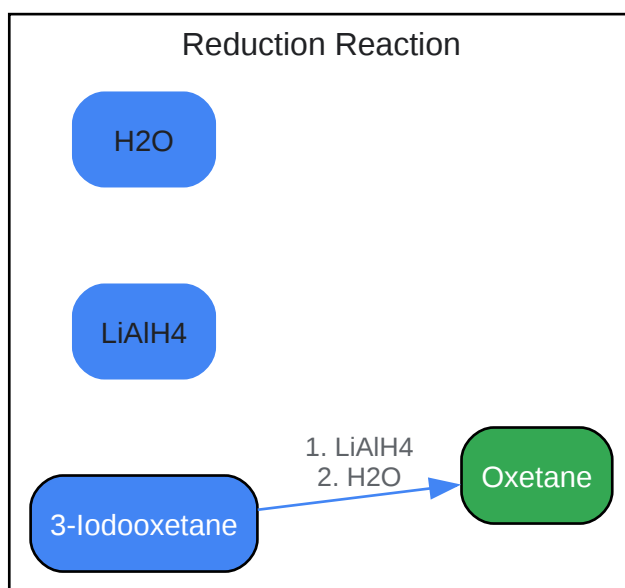 Reduction Reaction
H2O
LiAlH4
1. LiAlH4
2. H2O
Oxetane
3-Iodooxetane